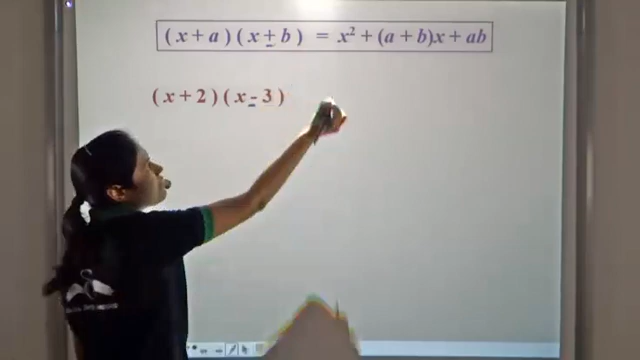 ( x + a ) ( x + b ) = x² + (a + b)x + ab
( x + 2 ) ( x - 3 )